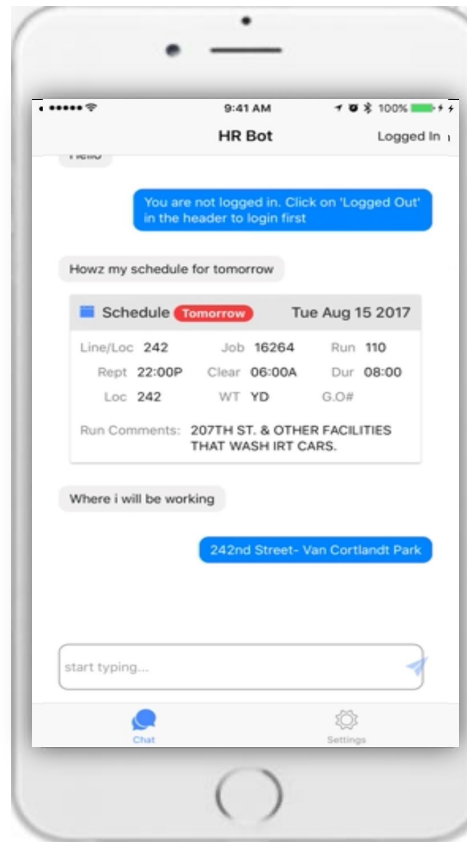 9:41 AM 100%
HR Bot Logged In
Hello
You are not logged in. Click on 'Logged Out'
in the header to login first
Howz my schedule for tomorrow
Schedule Tomorrow Tue Aug 15 2017
Line/Loc 242 Job 16264 Run 110
Rept 22:00P Clear 06:00A Dur 08:00
Loc 242 WT YD G.O#
Run Comments: 207TH ST. & OTHER FACILITIES
THAT WASH IRT CARS.
Where i will be working
242nd Street- Van Cortlandt Park
start typing...
Chat Settings